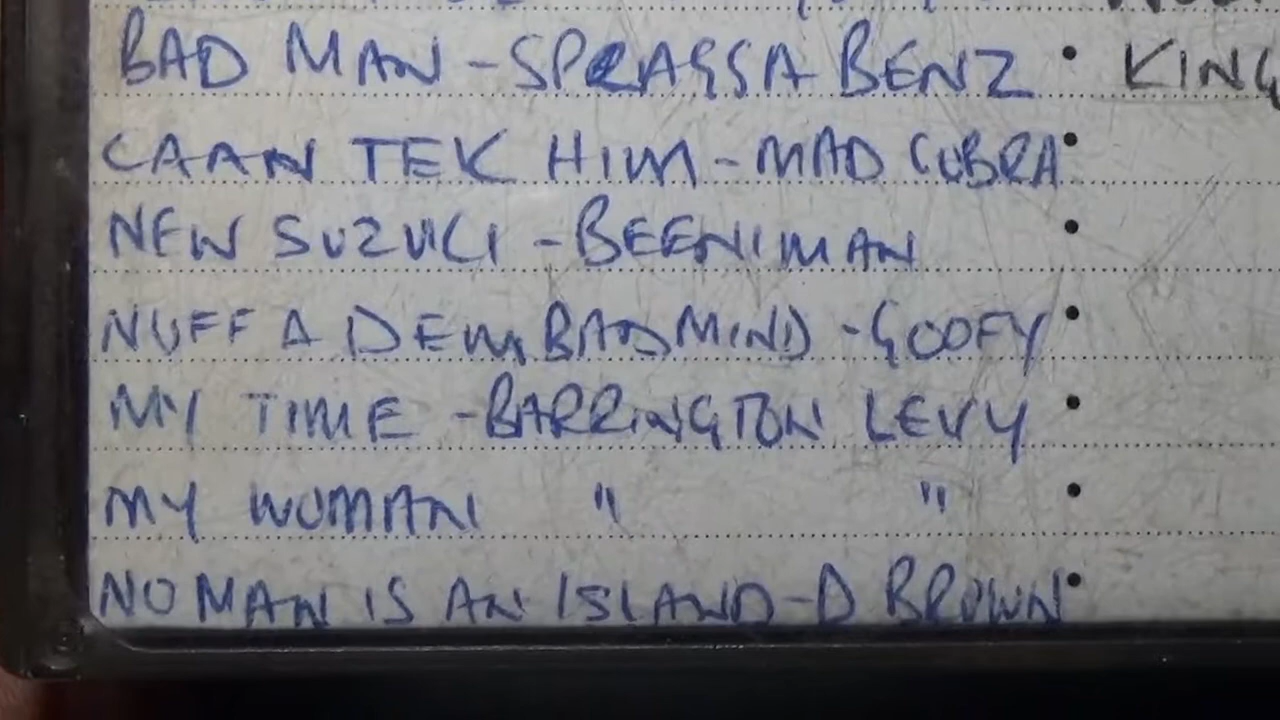 BAD MAN - SPRAGGA BENZ • KING
CAAN TEK HIM - MAD COBRA •
NEW SUZUKI - BEENIMAN •
NUFF A DEM BADMIND - GOOFY •
MY TIME - BARRINGTON LEVY •
MY WOMAN " " •
NO MAN IS AN ISLAND - D BROWN •